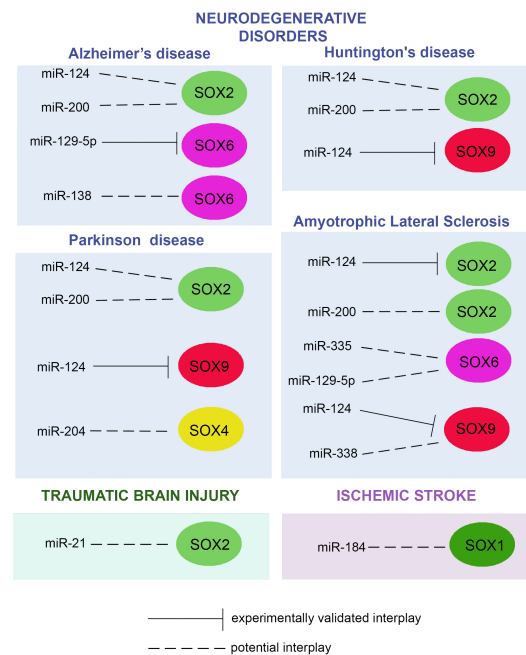 NEURODEGENERATIVE
DISORDERS
Alzheimer's disease
miR-124
miR-200
SOX2
miR-129-5p
SOX6
miR-138
SOX6
Huntington's disease
miR-124
miR-200
SOX2
miR-124
SOX9
Parkinson disease
miR-124
miR-200
SOX2
miR-124
SOX9
miR-204
SOX4
Amyotrophic Lateral Sclerosis
miR-124
SOX2
miR-200
SOX2
miR-335
miR-129-5p
SOX6
miR-124
miR-338
SOX9
TRAUMATIC BRAIN INJURY
miR-21
SOX2
ISCHEMIC STROKE
miR-184
SOX1
experimentally validated interplay
potential interplay